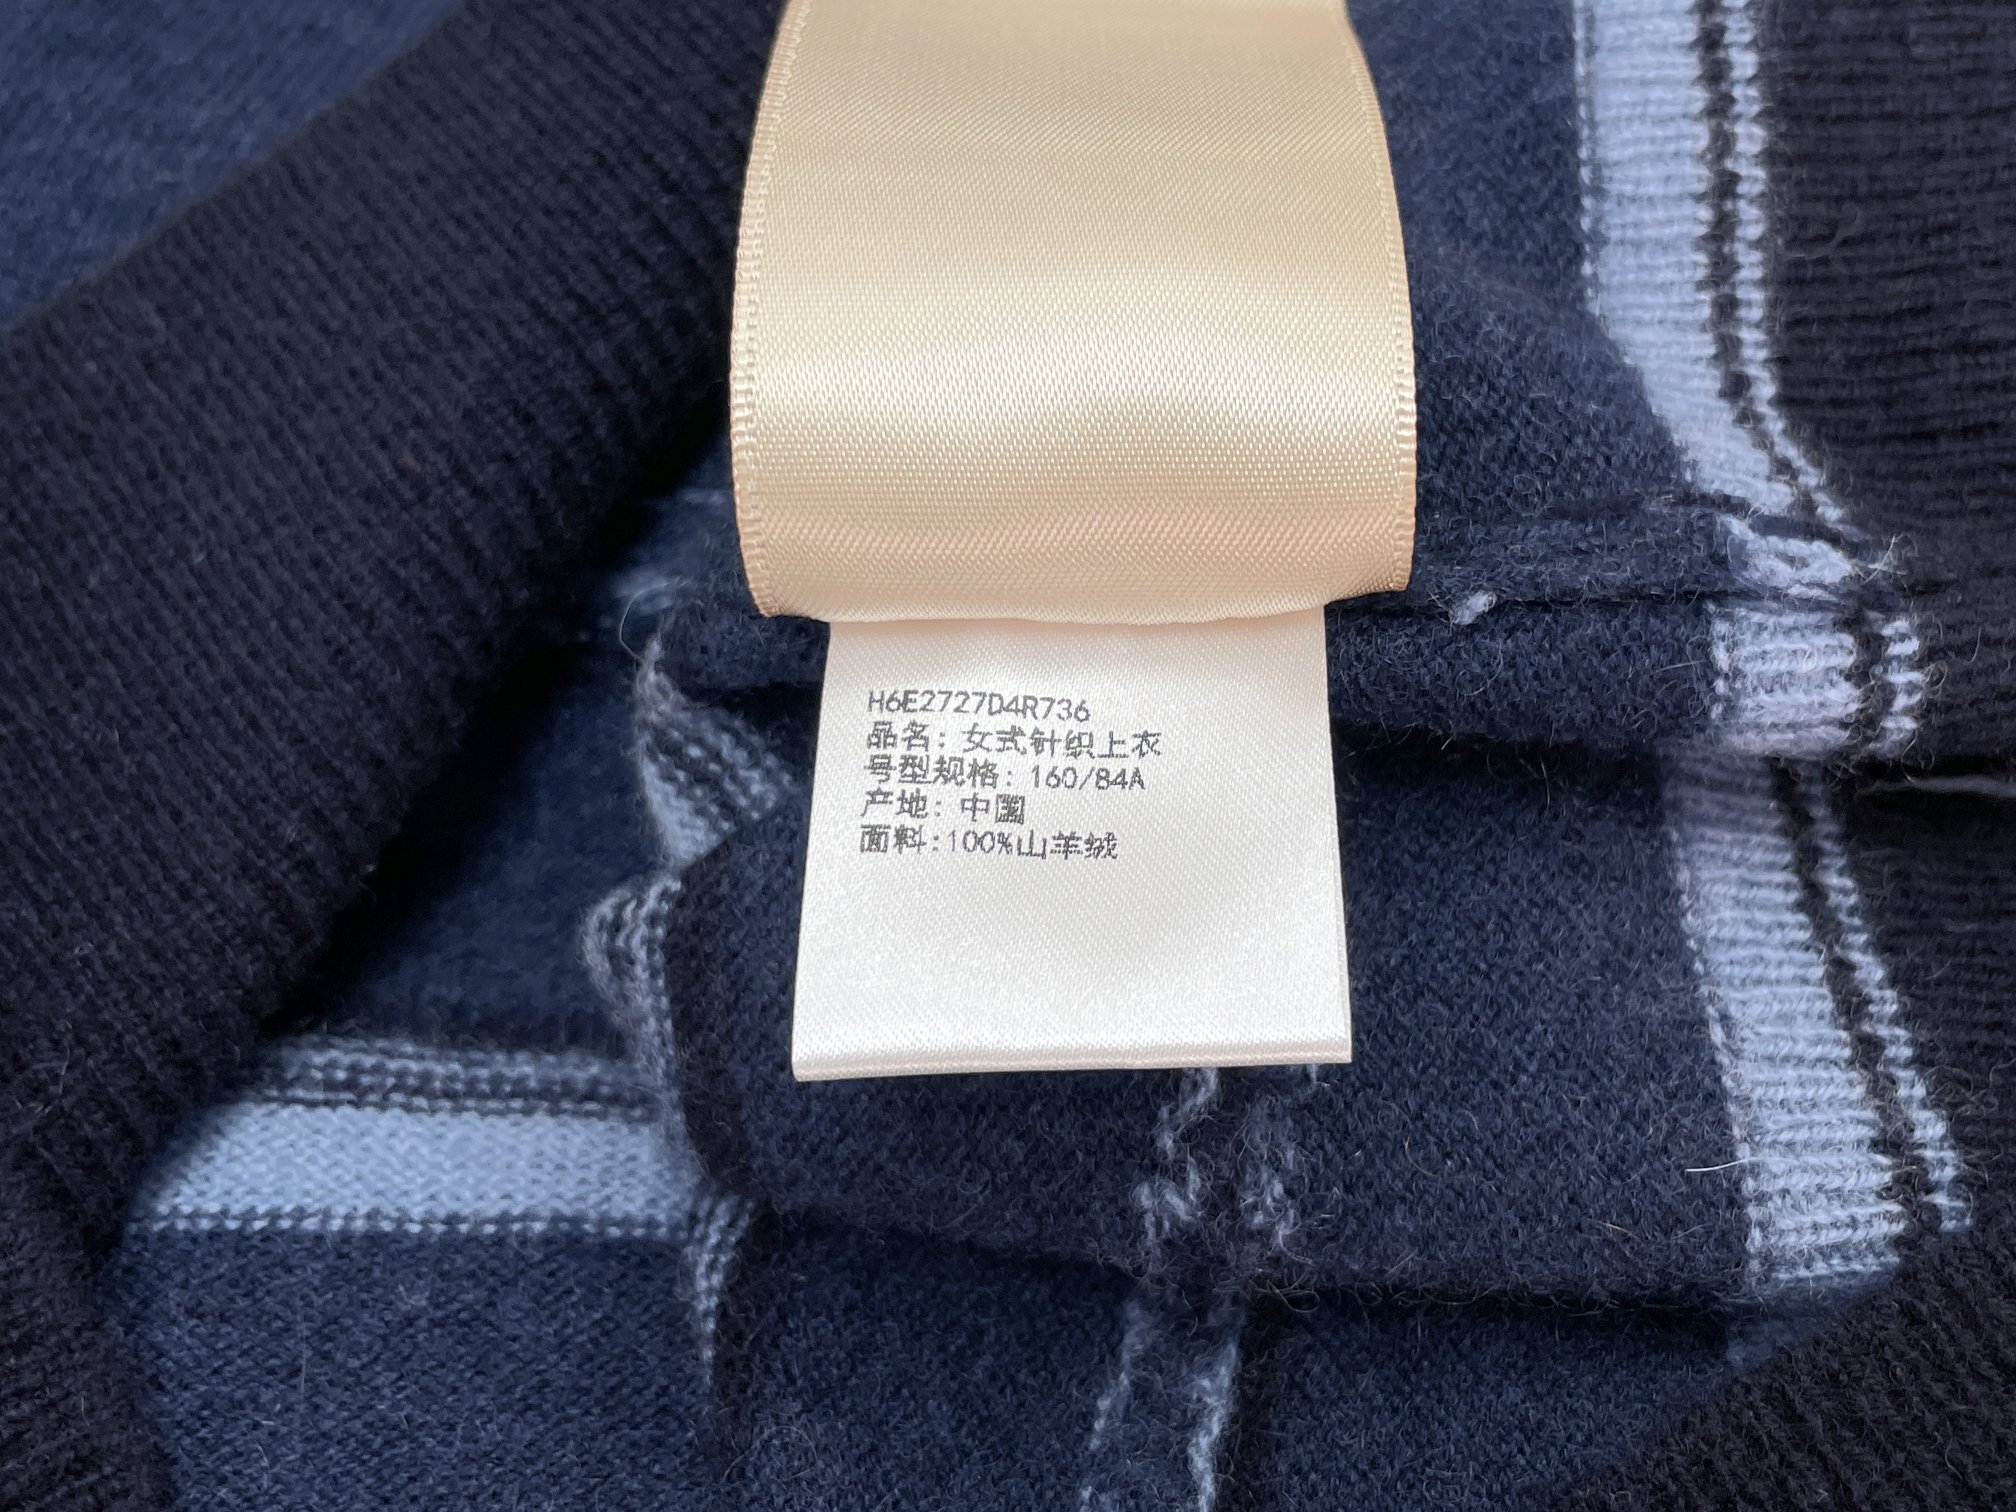 H6E2727D4R736
品名: 女式针织上衣
号型规格: 160/84A
产地: 中国
面料:100%山羊绒